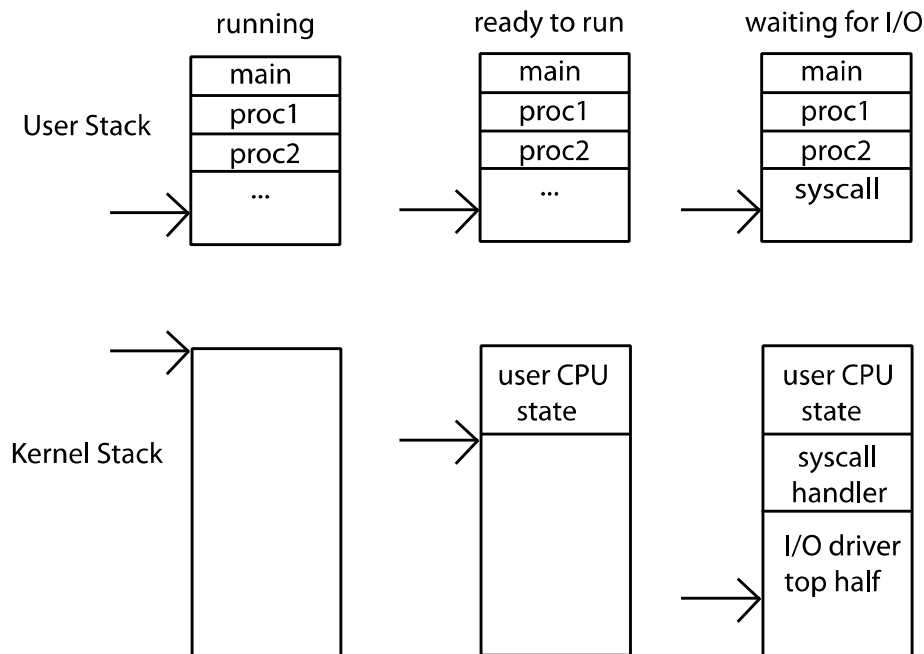 running
ready to run
waiting for I/O
User Stack
main
proc1
proc2
...
main
proc1
proc2
...
main
proc1
proc2
syscall
Kernel Stack
user CPU
state
user CPU
state
syscall
handler
I/O driver
top half